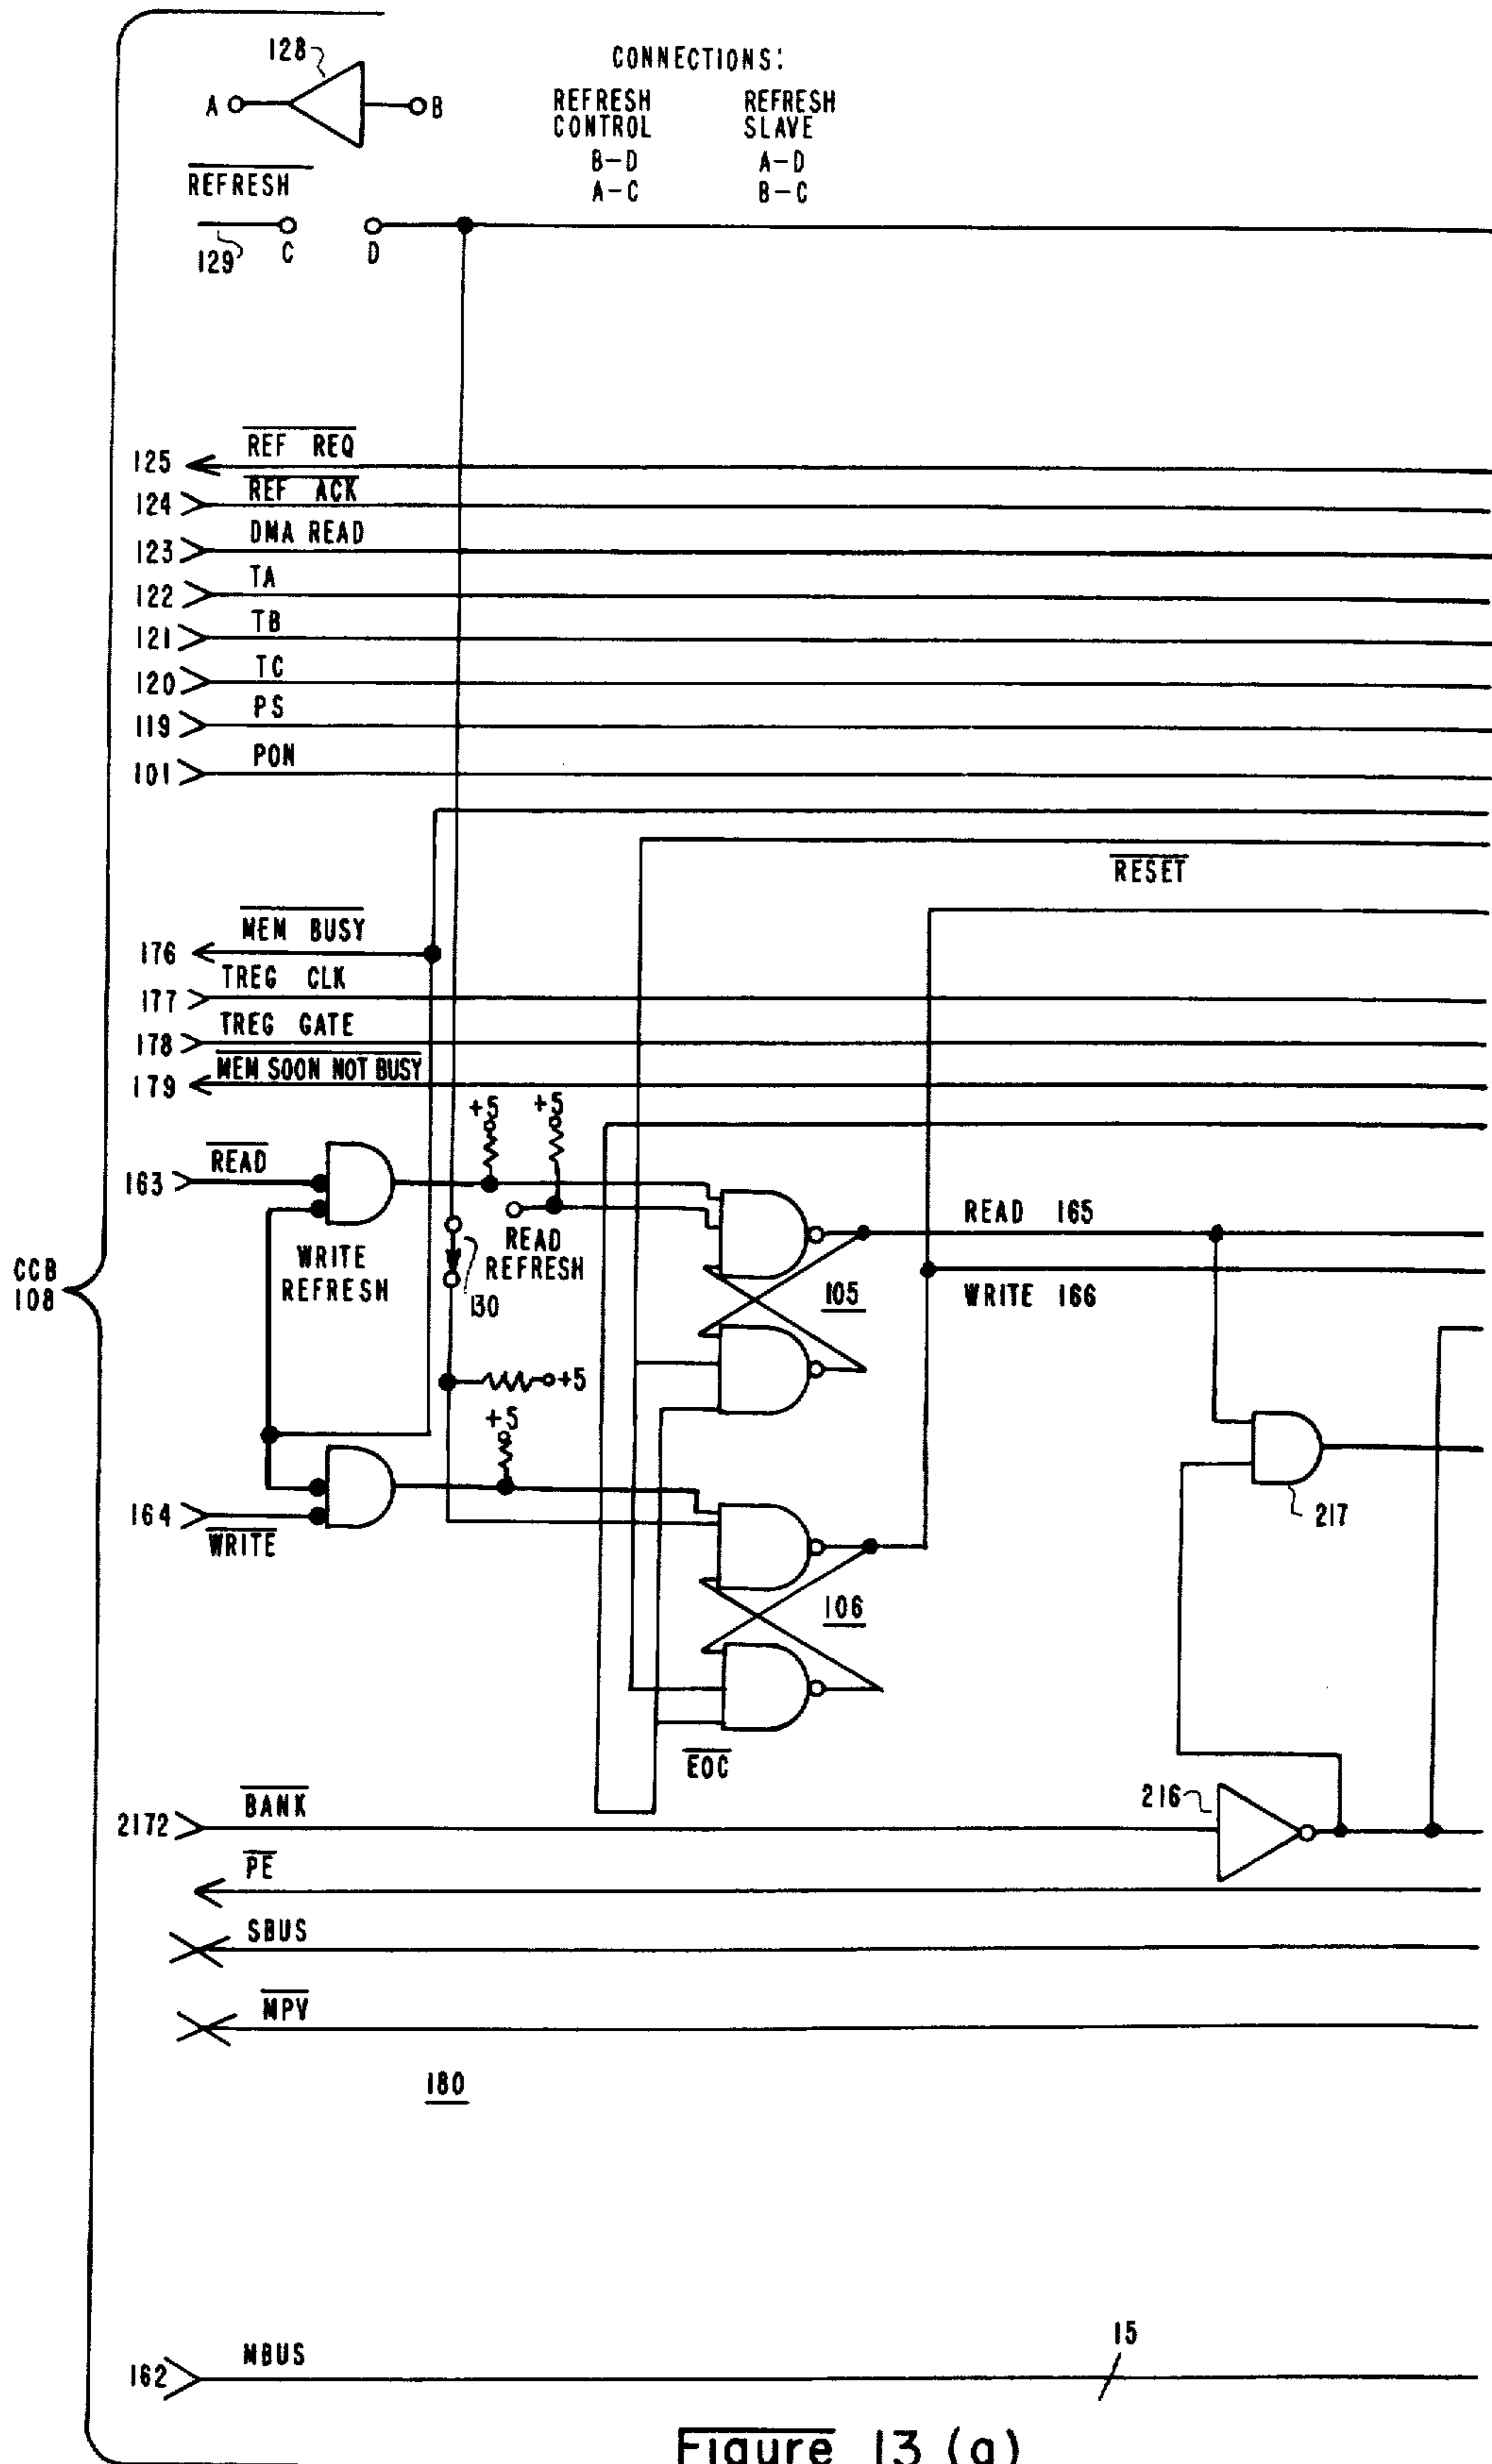 128
CONNECTIONS:
A B
REFRESH CONTROL
REFRESH SLAVE
B-D A-D
A-C B-C
REFRESH
129 C D
REF REQ
125
REF ACK
124
DMA READ
123
TA
122
TB
121
TC
120
PS
119
PON
101
RESET
MEM BUSY
176
TREG CLK
177
TREG GATE
178
MEM SOON NOT BUSY
179
+5 +5
READ
163
READ 165
WRITE REFRESH
READ REFRESH
130
105
WRITE 166
CCB
108
+5
+5
217
164
WRITE
106
EOC
216
BANK
2172
PE
SBUS
MPV
180
15
MBUS
162
Figure 13 (a)